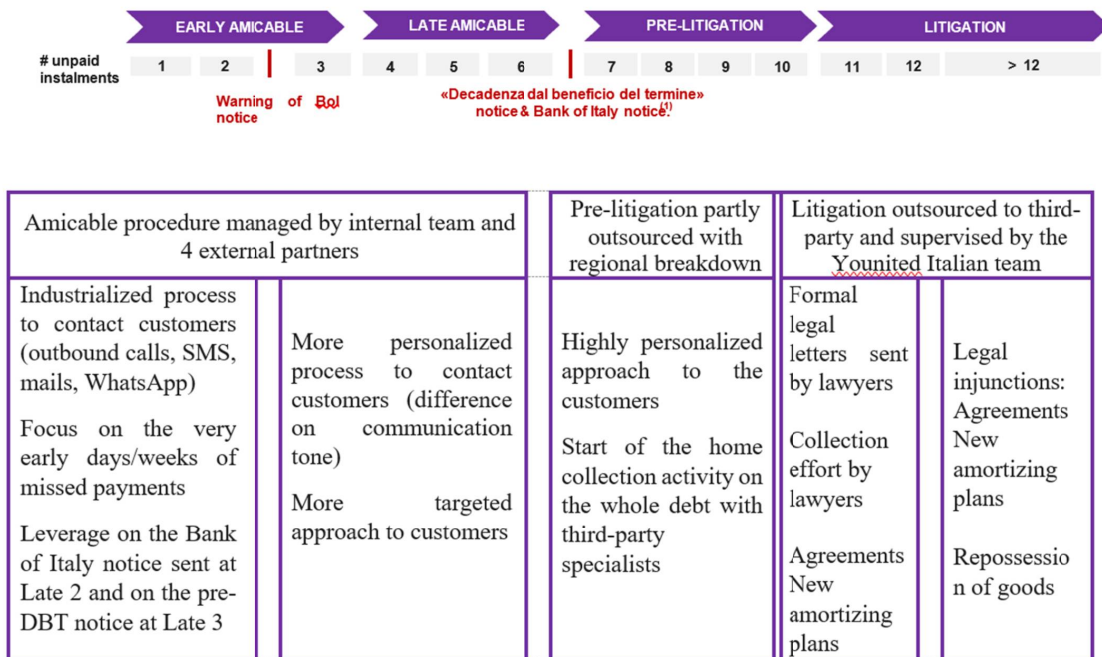 EARLY AMICABLE
LATE AMICABLE
PRE-LITIGATION
LITIGATION
# unpaid
instalments
1
2
3
4
5
6
7
8
9
10
11
12
> 12
Warning of BoI
notice
«Decadenza dal beneficio del termine»
notice & Bank of Italy notice.(1)
Amicable procedure managed by internal team and
4 external partners
Pre-litigation partly
outsourced with
regional breakdown
Litigation outsourced to third-
party and supervised by the
Younited Italian team
Industrialized process
to contact customers
(outbound calls, SMS,
mails, WhatsApp)
Focus on the very
early days/weeks of
missed payments
Leverage on the Bank
of Italy notice sent at
Late 2 and on the pre-
DBT notice at Late 3
More personalized
process to contact
customers (difference
on communication
tone)
More targeted
approach to customers
Highly personalized
approach to the
customers
Start of the home
collection activity on
the whole debt with
third-party
specialists
Formal
legal
letters sent
by lawyers
Collection
effort by
lawyers
Agreements
New
amortizing
plans
Legal
injunctions:
Agreements
New
amortizing
plans
Repossessio
n of goods